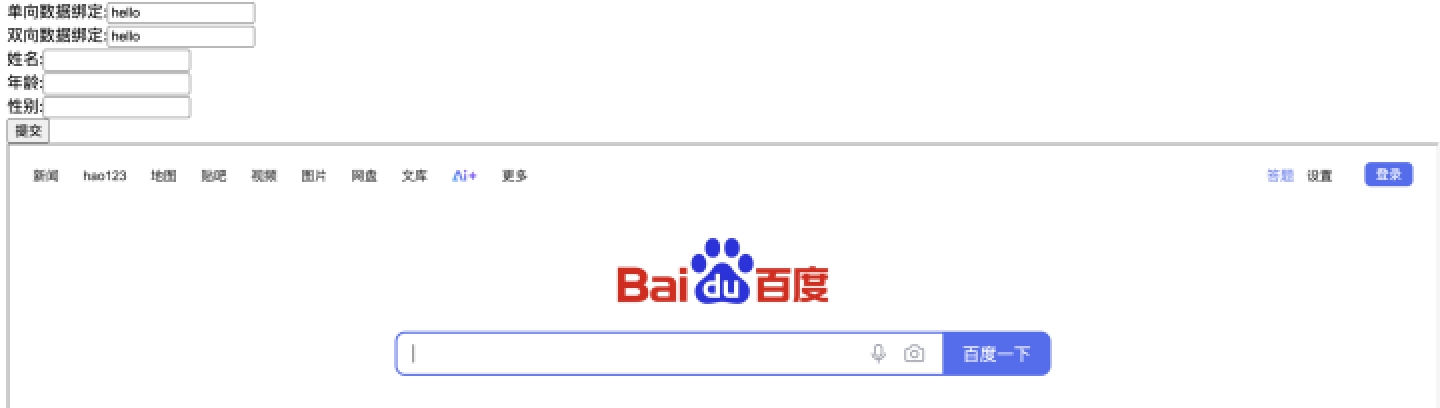 单向数据绑定:hello
双向数据绑定:hello
姓名:
年龄:
性别:
提交
新闻 hao123 地图 贴吧 视频 图片 网盘 文库 Ai+ 更多 答题 设置 登录
Bai du 百度
百度一下